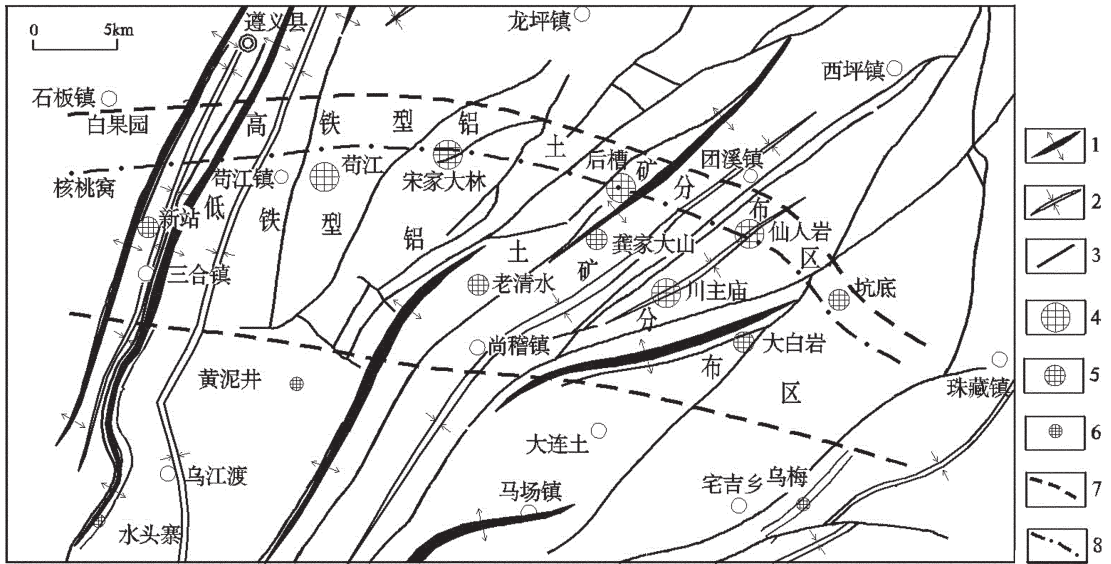 0 5km
遵义县
龙坪镇
西坪镇
石板镇
白果园
高铁型铝土矿分布区
核桃窝
苟江镇
苟江
宋家大林
后槽
团溪镇
新站
低铁型铝土矿分布区
龚家大山
仙人岩
三合镇
老清水
川主庙
坑底
尚稽镇
大白岩
黄泥井
珠藏镇
大连土
乌江渡
马场镇
宅吉乡
乌梅
水头寨
1
2
3
4
5
6
7
8